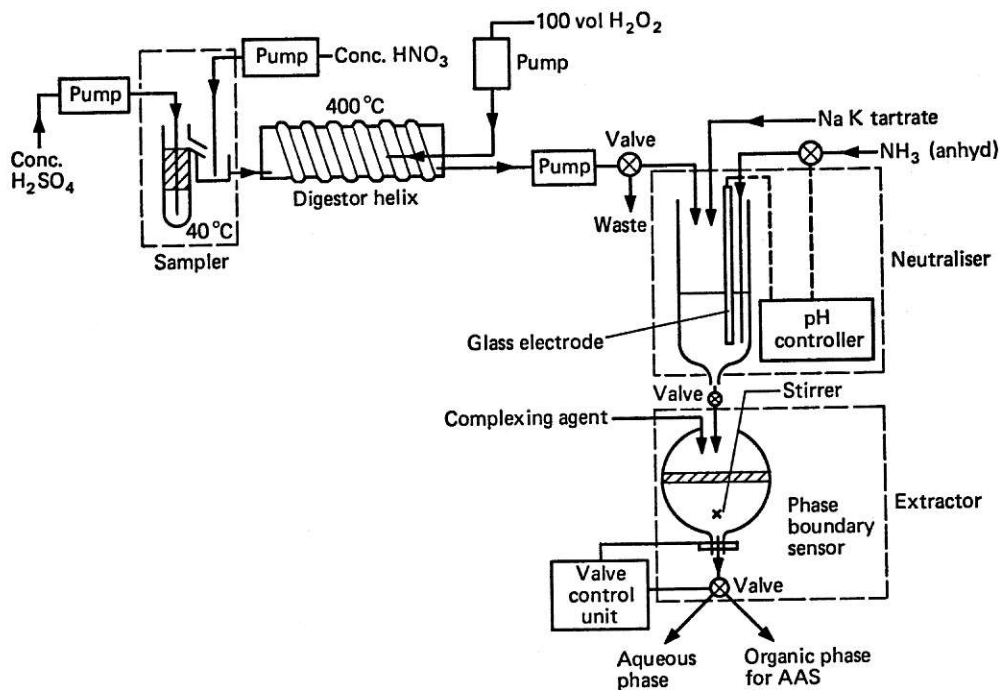 100 vol H₂O₂
Pump
Conc. HNO₃
Pump
Pump
400 °C
Conc.
H₂SO₄
Digestor helix
40 °C
Sampler
Pump
Valve
Waste
Na K tartrate
NH₃ (anhyd)
Neutraliser
Glass electrode
pH
controller
Valve
Stirrer
Complexing agent
Extractor
Phase
boundary
sensor
Valve
control
unit
Valve
Aqueous
phase
Organic phase
for AAS